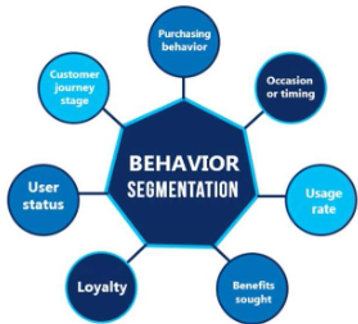 Purchasing
behavior
Occasion
or timing
Customer
journey
stage
BEHAVIOR
SEGMENTATION
User
status
Usage
rate
Loyalty
Benefits
sought